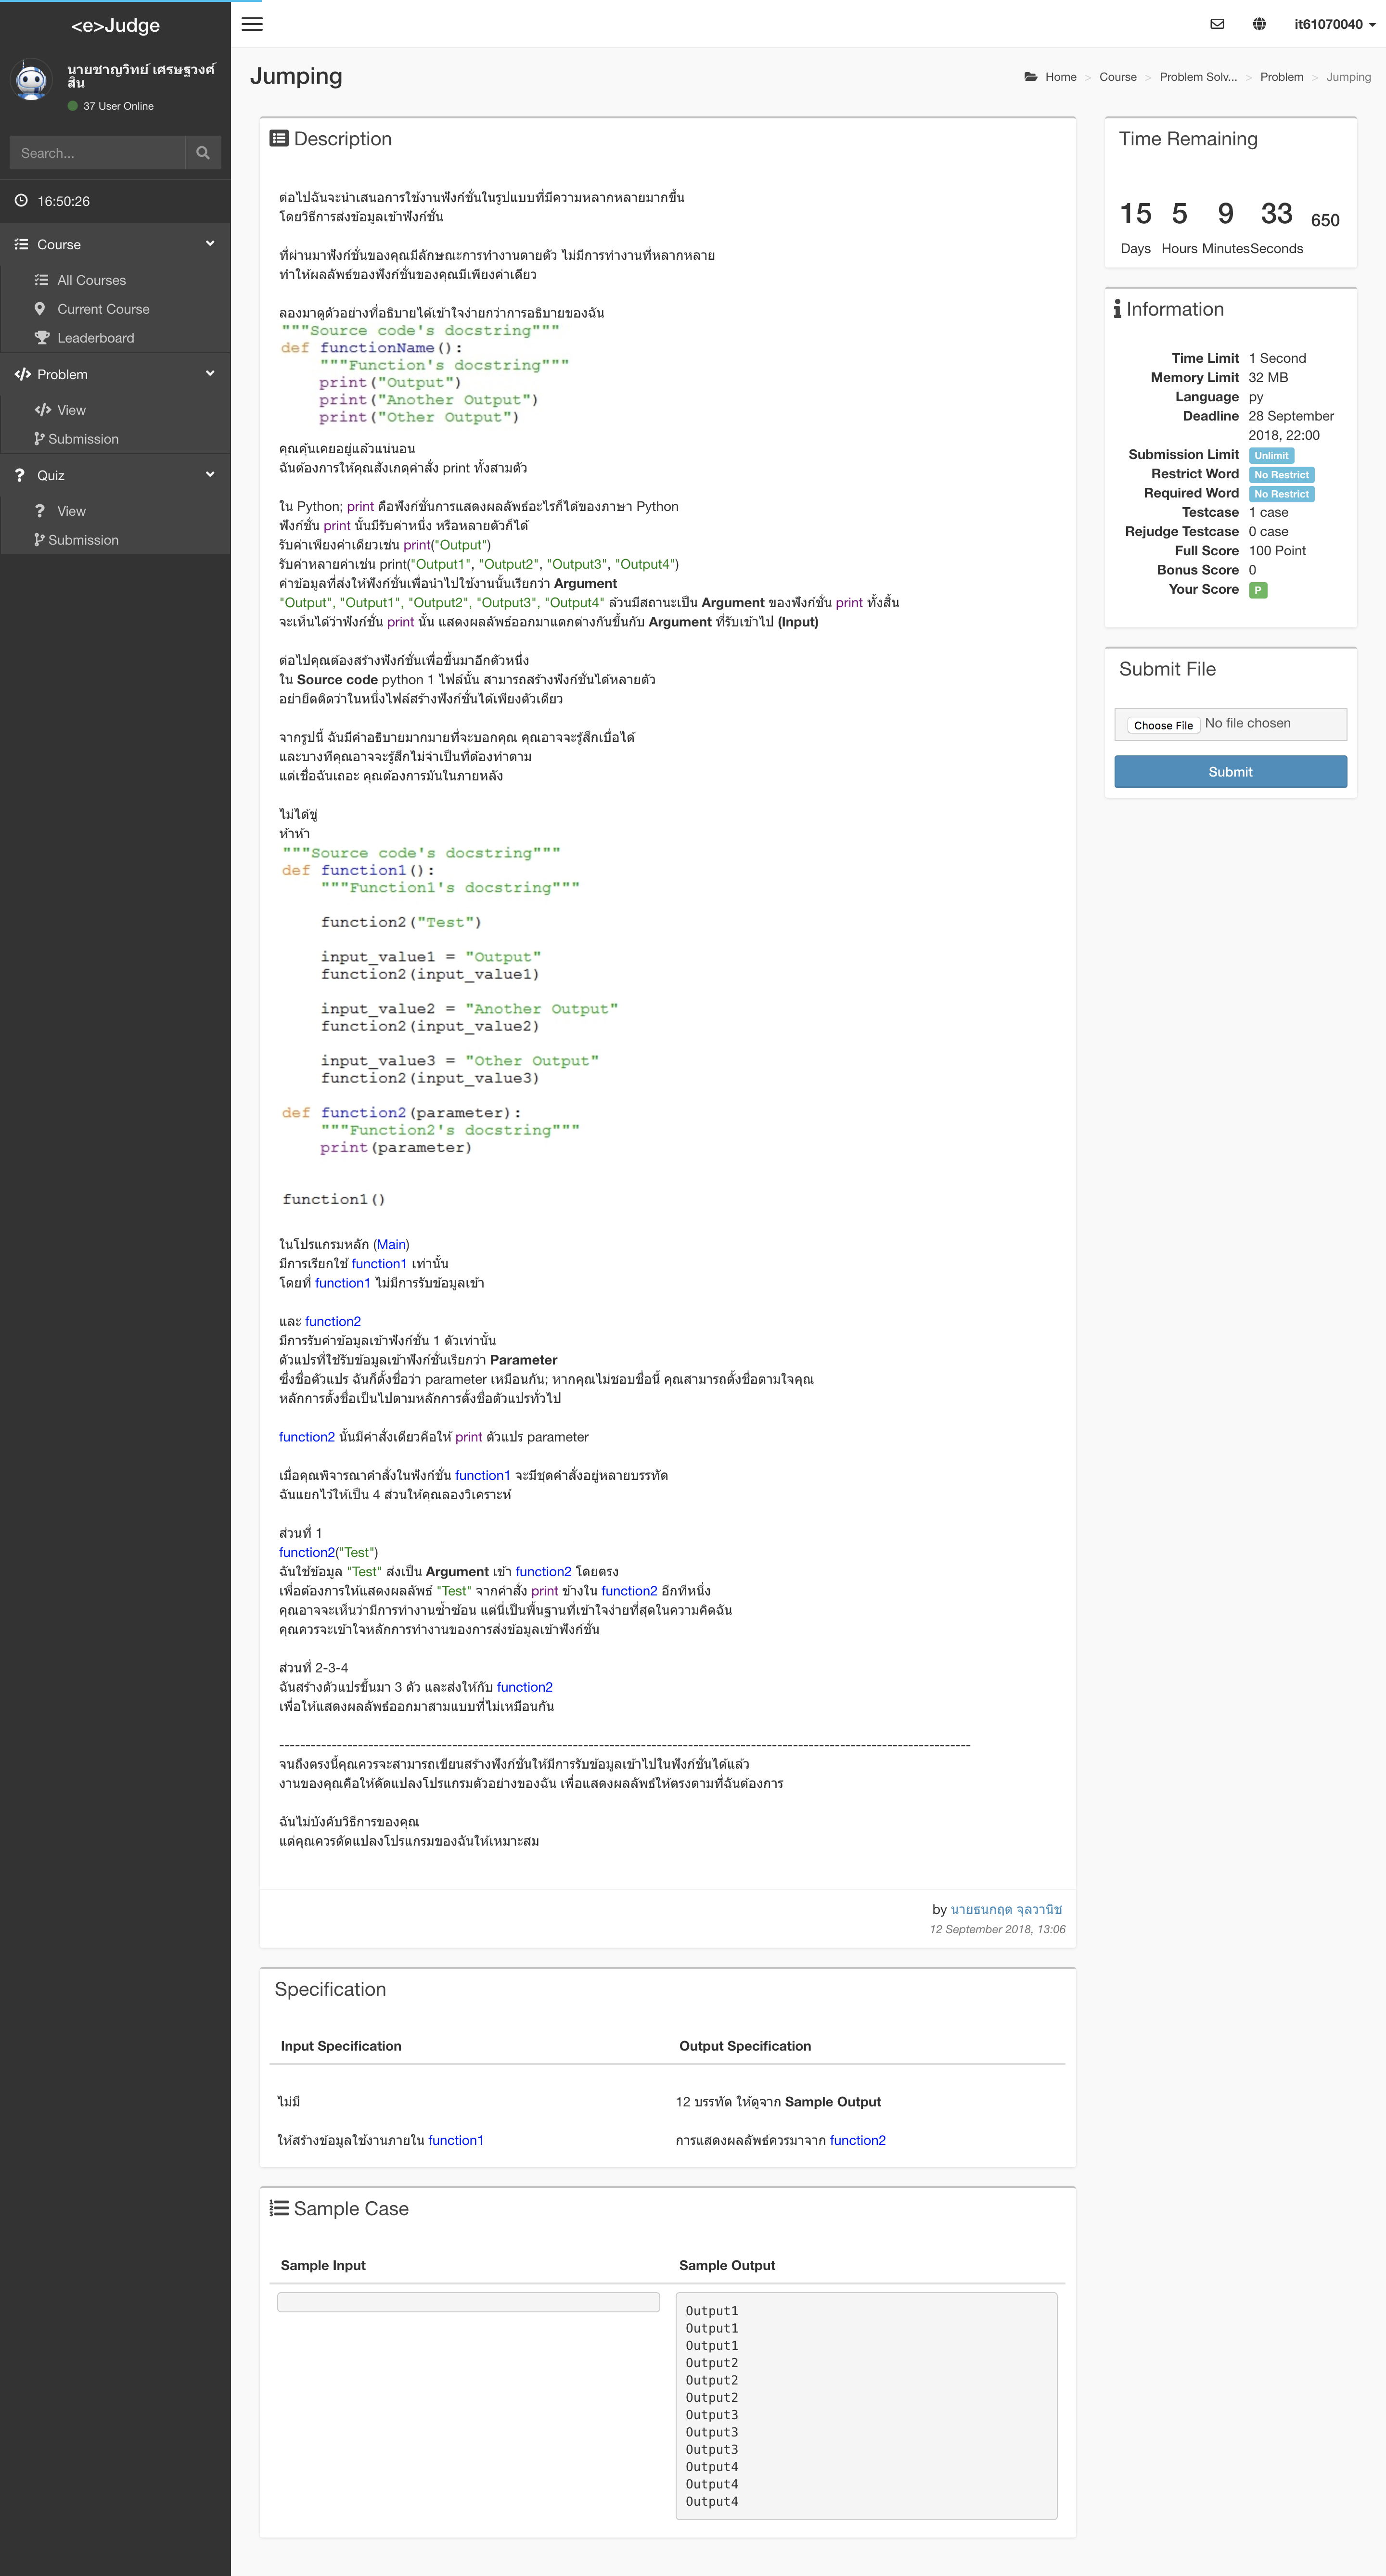 <e>Judge
นายชาญวิทย์ เศรษฐวงศ์
สิน
37 User Online
Search...
16:50:26
Course
All Courses
Current Course
Leaderboard
Problem
View
Submission
Quiz
View
Submission
it61070040
Jumping
Home > Course > Problem Solv... > Problem > Jumping
Description
ต่อไปฉันจะนำเสนอการใช้งานฟังก์ชั่นในรูปแบบที่มีความหลากหลายมากขึ้น
โดยวิธีการส่งข้อมูลเข้าฟังก์ชั่น
ที่ผ่านมาฟังก์ชั่นของคุณมีลักษณะการทำงานตายตัว ไม่มีการทำงานที่หลากหลาย
ทำให้ผลลัพธ์ของฟังก์ชั่นของคุณมีเพียงค่าเดียว
ลองมาดูตัวอย่างที่อธิบายได้เข้าใจง่ายกว่าการอธิบายของฉัน
"""Source code's docstring"""
def functionName():
"""Function's docstring"""
print("Output")
print("Another Output")
print("Other Output")
คุณคุ้นเคยอยู่แล้วแน่นอน
ฉันต้องการให้คุณสังเกตุคำสั่ง print ทั้งสามตัว
ใน Python; print คือฟังก์ชั่นการแสดงผลลัพธ์อะไรก็ได้ของภาษา Python
ฟังก์ชั่น print นั้นมีรับค่าหนึ่ง หรือหลายตัวก็ได้
รับค่าเพียงค่าเดียวเช่น print("Output")
รับค่าหลายค่าเช่น print("Output1", "Output2", "Output3", "Output4")
ค่าข้อมูลที่ส่งให้ฟังก์ชั่นเพื่อนำไปใช้งานนั้นเรียกว่า Argument
"Output", "Output1", "Output2", "Output3", "Output4" ล้วนมีสถานะเป็น Argument ของฟังก์ชั่น print ทั้งสิ้น
จะเห็นได้ว่าฟังก์ชั่น print นั้น แสดงผลลัพธ์ออกมาแตกต่างกันขึ้นกับ Argument ที่รับเข้าไป (Input)
ต่อไปคุณต้องสร้างฟังก์ชั่นเพื่อขึ้นมาอีกตัวหนึ่ง
ใน Source code python 1 ไฟล์นั้น สามารถสร้างฟังก์ชั่นได้หลายตัว
อย่ายึดติดว่าในหนึ่งไฟล์สร้างฟังก์ชั่นได้เพียงตัวเดียว
จากรูปนี้ ฉันมีคำอธิบายมากมายที่จะบอกคุณ คุณอาจจะรู้สึกเบื่อได้
และบางทีคุณอาจจะรู้สึกไม่จำเป็นที่ต้องทำตาม
แต่เชื่อฉันเถอะ คุณต้องการมันในภายหลัง
ไม่ได้ขู่
ห้าห้า
"""Source code's docstring"""
def function1():
"""Function1's docstring"""
function2("Test")
input_value1 = "Output"
function2(input_value1)
input_value2 = "Another Output"
function2(input_value2)
input_value3 = "Other Output"
function2(input_value3)
def function2(parameter):
"""Function2's docstring"""
print(parameter)
function1()
ในโปรแกรมหลัก (Main)
มีการเรียกใช้ function1 เท่านั้น
โดยที่ function1 ไม่มีการรับข้อมูลเข้า
และ function2
มีการรับค่าข้อมูลเข้าฟังก์ชั่น 1 ตัวเท่านั้น
ตัวแปรที่ใช้รับข้อมูลเข้าฟังก์ชั่นเรียกว่า Parameter
ซึ่งชื่อตัวแปร ฉันก็ตั้งชื่อว่า parameter เหมือนกัน; หากคุณไม่ชอบชื่อนี้ คุณสามารถตั้งชื่อตามใจคุณ
หลักการตั้งชื่อเป็นไปตามหลักการตั้งชื่อตัวแปรทั่วไป
function2 นั้นมีคำสั่งเดียวคือให้ print ตัวแปร parameter
เมื่อคุณพิจารณาคำสั่งในฟังก์ชั่น function1 จะมีชุดคำสั่งอยู่หลายบรรทัด
ฉันแยกไว้ให้เป็น 4 ส่วนให้คุณลองวิเคราะห์
ส่วนที่ 1
function2("Test")
ฉันใช้ข้อมูล "Test" ส่งเป็น Argument เข้า function2 โดยตรง
เพื่อต้องการให้แสดงผลลัพธ์ "Test" จากคำสั่ง print ข้างใน function2 อีกทีหนึ่ง
คุณอาจจะเห็นว่ามีการทำงานซ้ำซ้อน แต่นี่เป็นพื้นฐานที่เข้าใจง่ายที่สุดในความคิดฉัน
คุณควรจะเข้าใจหลักการทำงานของการส่งข้อมูลเข้าฟังก์ชั่น
ส่วนที่ 2-3-4
ฉันสร้างตัวแปรขึ้นมา 3 ตัว และส่งให้กับ function2
เพื่อให้แสดงผลลัพธ์ออกมาสามแบบที่ไม่เหมือนกัน
จนถึงตรงนี้คุณควรจะสามารถเขียนสร้างฟังก์ชั่นให้มีการรับข้อมูลเข้าไปในฟังก์ชั่นได้แล้ว
งานของคุณคือให้ดัดแปลงโปรแกรมตัวอย่างของฉัน เพื่อแสดงผลลัพธ์ให้ตรงตามที่ฉันต้องการ
ฉันไม่บังคับวิธีการของคุณ
แต่คุณควรดัดแปลงโปรแกรมของฉันให้เหมาะสม
by นายธนกฤต จุลวานิช
12 September 2018, 13:06
Specification
Input Specification
Output Specification
ไม่มี
12 บรรทัด ให้ดูจาก Sample Output
ให้สร้างข้อมูลใช้งานภายใน function1
การแสดงผลลัพธ์ควรมาจาก function2
Sample Case
Sample Input
Sample Output
Output1
Output1
Output1
Output2
Output2
Output2
Output3
Output3
Output3
Output4
Output4
Output4
Time Remaining
15 5 9 33 650
Days Hours Minutes Seconds
Information
Time Limit 1 Second
Memory Limit 32 MB
Language py
Deadline 28 September
2018, 22:00
Submission Limit Unlimit
Restrict Word No Restrict
Required Word No Restrict
Testcase 1 case
Rejudge Testcase 0 case
Full Score 100 Point
Bonus Score 0
Your Score P
Submit File
Choose File No file chosen
Submit